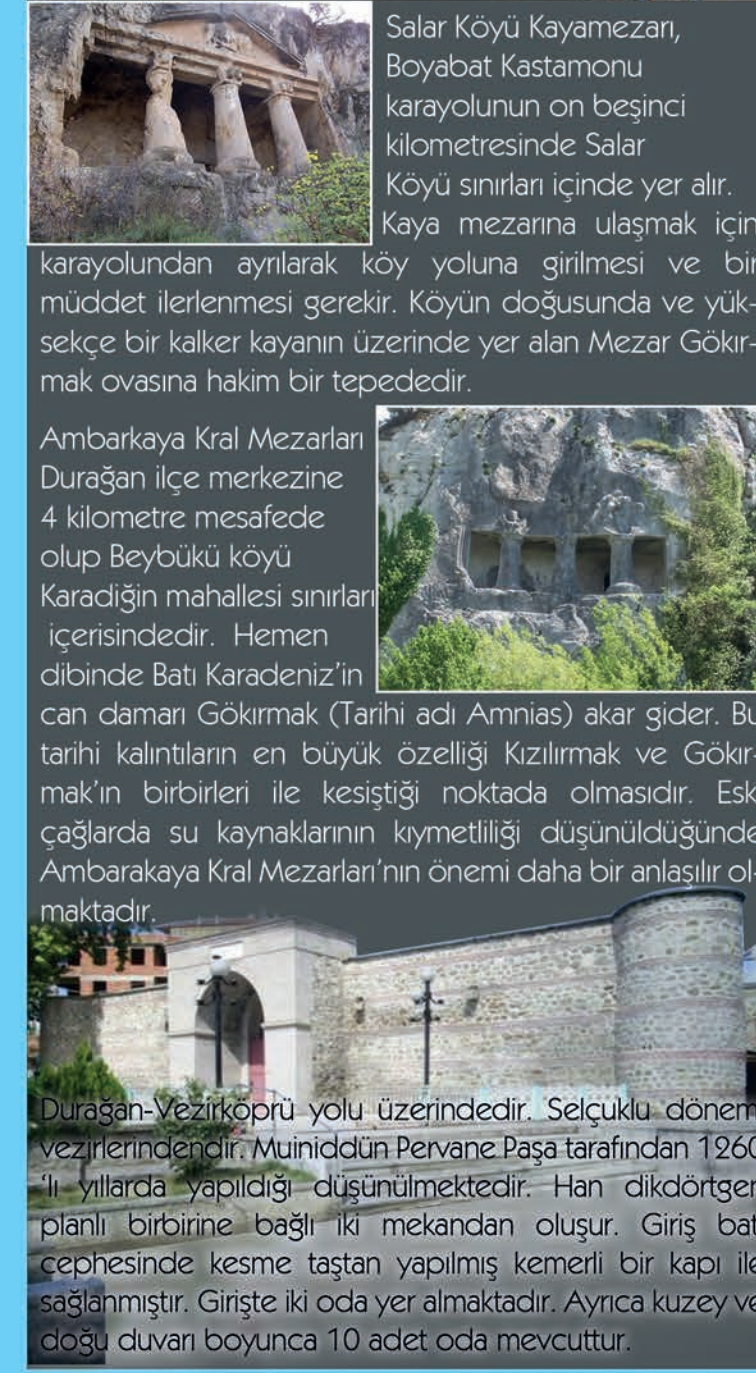 Salar Köyü Kayamezarı,
Boyabat Kastamonu
karayolunun on beşinci
kilometresinde Salar
Köyü sınırları içinde yer alır.
Kaya mezarına ulaşmak için
karayolundan ayrılarak köy yoluna girilmesi ve bir
müddet ilerlenmesi gerekir. Köyün doğusunda ve yük-
sekçe bir kalker kayanın üzerinde yer alan Mezar Gökır-
mak ovasına hakim bir tepededir.
Ambarkaya Kral Mezarları
Durağan ilçe merkezine
4 kilometre mesafede
olup Beybükü köyü
Karadiğin mahallesi sınırları
içerisindedir. Hemen
dibinde Batı Karadeniz’in
can damarı Gökırmak (Tarihi adı Amnias) akar gider. Bu
tarihi kalıntıların en büyük özelliği Kızılırmak ve Gökır-
mak’ın birbirleri ile kesiştiği noktada olmasıdır. Esk
çağlarda su kaynaklarının kıymetliliği düşünüldüğünde
Ambarakaya Kral Mezarları’nın önemi daha bir anlaşılır ol-
maktadır.
Durağan-Vezirköprü yolu üzerindedir. Selçuklu dönem
vezirlerindendir. Muiniddün Pervane Paşa tarafından 1260
‘lı yıllarda yapıldığı düşünülmektedir. Han dikdörtgen
planlı birbirine bağlı iki mekandan oluşur. Giriş bat
cephesinde kesme taştan yapılmış kemerli bir kapı ile
sağlanmıştır. Girişte iki oda yer almaktadır. Ayrıca kuzey ve
doğu duvarı boyunca 10 adet oda mevcuttur.